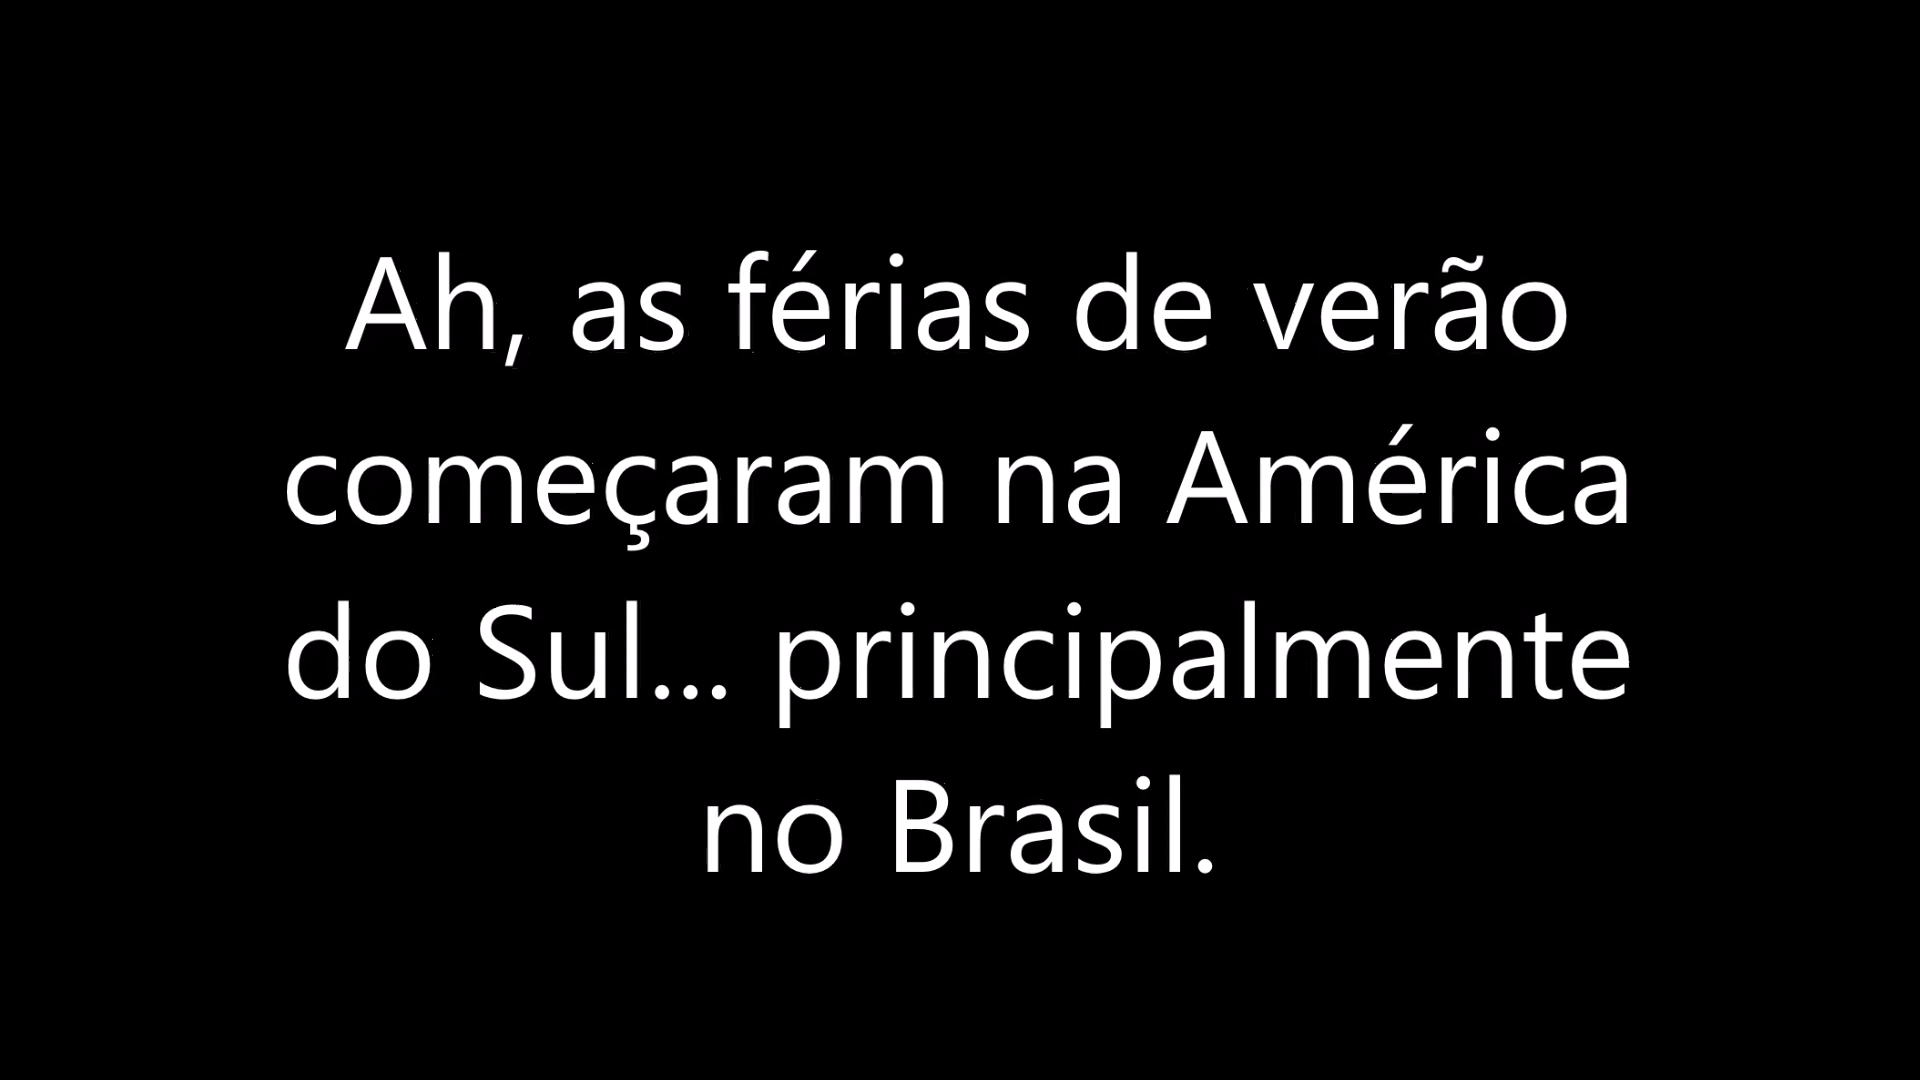 Ah, as férias de verão
começaram na América
do Sul... principalmente
no Brasil.